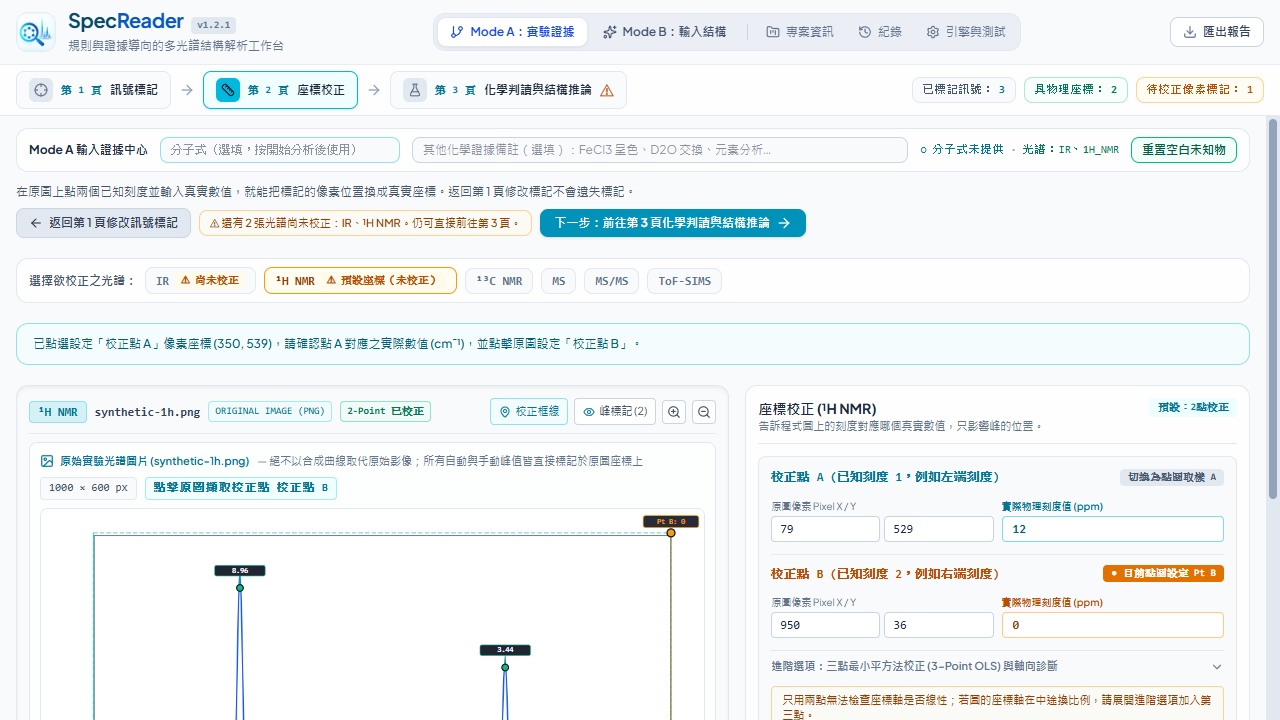 SpecReader v1.2.1
規則與證據導向的多光譜結構解析工作台
Mode A：實驗證據
Mode B：輸入結構
專案資訊
紀錄
引擎與測試
匯出報告
第 1 頁 訊號標記
第 2 頁 座標校正
第 3 頁 化學判讀與結構推論
已標記訊號： 3
具物理座標： 2
待校正像素標記： 1
Mode A 輸入證據中心
分子式（選填，按開始分析後使用）
其他化學證據備註（選填）：FeCl3 呈色、D2O 交換、元素分析...
○ 分子式未提供 · 光譜：IR、1H_NMR
重置空白未知物
在原圖上點兩個已知刻度並輸入真實數值，就能把標記的像素位置換成真實座標。返回第 1 頁修改標記不會遺失標記。
返回第 1 頁修改訊號標記
⚠ 還有 2 張光譜尚未校正：IR、¹H NMR。仍可直接前往第 3 頁。
下一步：前往第 3 頁化學判讀與結構推論
選擇欲校正之光譜：
IR ⚠ 尚未校正
¹H NMR ⚠ 預設座標（未校正）
¹³C NMR
MS
MS/MS
ToF-SIMS
已點選設定「校正點 A」像素座標 (350, 539)，請確認點 A 對應之實際數值 (cm⁻¹)，並點擊原圖設定「校正點 B」。
¹H NMR synthetic-1h.png ORIGINAL IMAGE (PNG) 2-Point 已校正
校正框線
峰標記 (2)
原始實驗光譜圖片 (synthetic-1h.png) — 絕不以合成曲線取代原始影像；所有自動與手動峰值皆直接標記於原圖座標上
1000 × 600 px
點擊原圖擷取校正點 校正點 B
Pt B: 0
8.96
3.44
座標校正 (¹H NMR)
預設：2點校正
告訴程式圖上的刻度對應哪個真實數值，只影響峰的位置。
校正點 A (已知刻度 1，例如左端刻度)
切換為點圖取樣 A
原圖像素 Pixel X / Y
實際物理刻度值 (ppm)
79
529
12
校正點 B (已知刻度 2，例如右端刻度)
● 目前點圖設定 Pt B
原圖像素 Pixel X / Y
實際物理刻度值 (ppm)
950
36
0
進階選項：三點最小平方法校正 (3-Point OLS) 與軸向診斷
只用兩點無法檢查座標軸是否線性；若圖的座標軸在中途換比例，請展開進階選項加入第
三點。